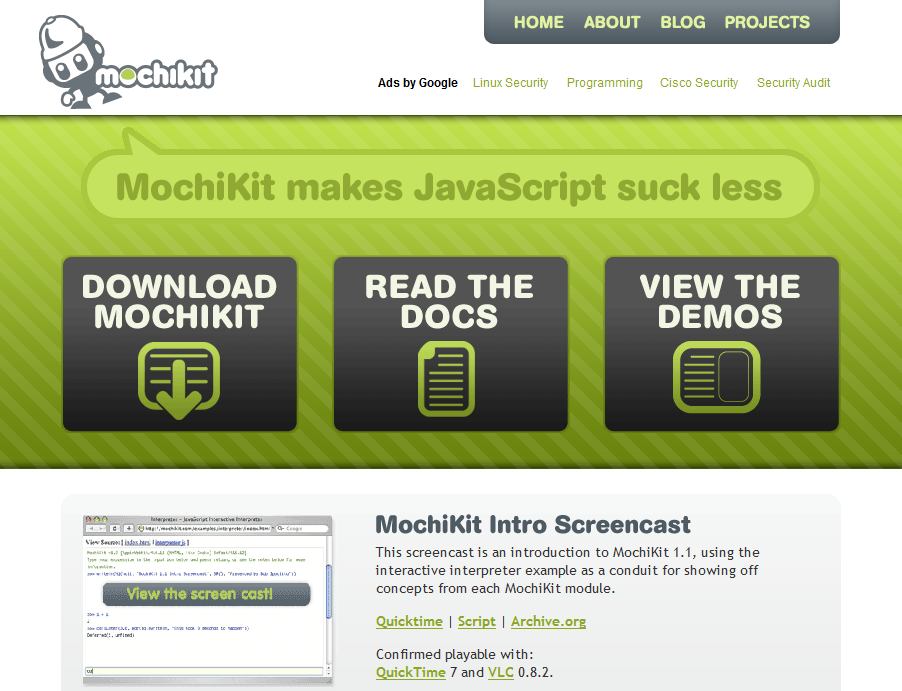 HOME ABOUT BLOG PROJECTS
mochikit
Ads by Google Linux Security Programming Cisco Security Security Audit
MochiKit makes JavaScript suck less
DOWNLOAD
MOCHIKIT
READ THE
DOCS
VIEW THE
DEMOS
Interpreter - JavaScript Interactive Interpreter
View Source: [ index.html | interpreter.js ]
View the screen cast!
MochiKit Intro Screencast
This screencast is an introduction to MochiKit 1.1, using the
interactive interpreter example as a conduit for showing off
concepts from each MochiKit module.
Quicktime | Script | Archive.org
Confirmed playable with:
QuickTime 7 and VLC 0.8.2.